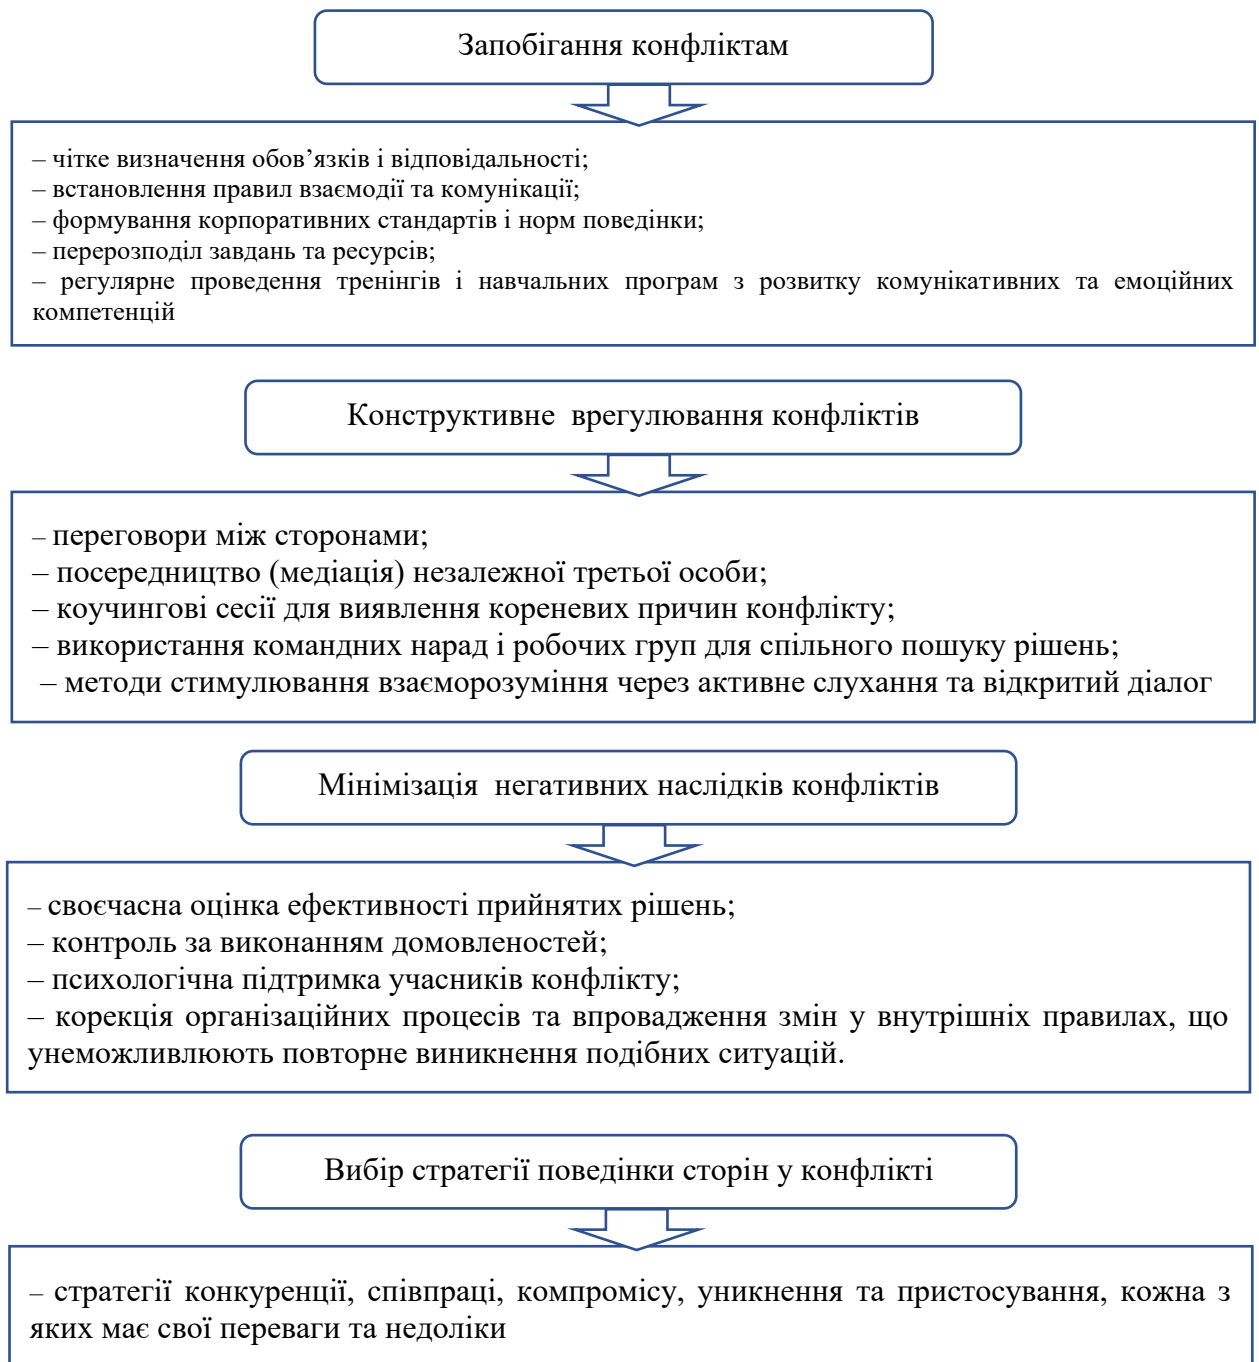 Запобігання конфліктам
– чітке визначення обов’язків і відповідальності;
– встановлення правил взаємодії та комунікації;
– формування корпоративних стандартів і норм поведінки;
– перерозподіл завдань та ресурсів;
– регулярне проведення тренінгів і навчальних програм з розвитку комунікативних та емоційних
компетенцій
Конструктивне врегулювання конфліктів
– переговори між сторонами;
– посередництво (медіація) незалежної третьої особи;
– коучингові сесії для виявлення кореневих причин конфлікту;
– використання командних нарад і робочих груп для спільного пошуку рішень;
– методи стимулювання взаєморозуміння через активне слухання та відкритий діалог
Мінімізація негативних наслідків конфліктів
– своєчасна оцінка ефективності прийнятих рішень;
– контроль за виконанням домовленостей;
– психологічна підтримка учасників конфлікту;
– корекція організаційних процесів та впровадження змін у внутрішніх правилах, що
унеможливлюють повторне виникнення подібних ситуацій.
Вибір стратегії поведінки сторін у конфлікті
– стратегії конкуренції, співпраці, компромісу, уникнення та пристосування, кожна з
яких має свої переваги та недоліки